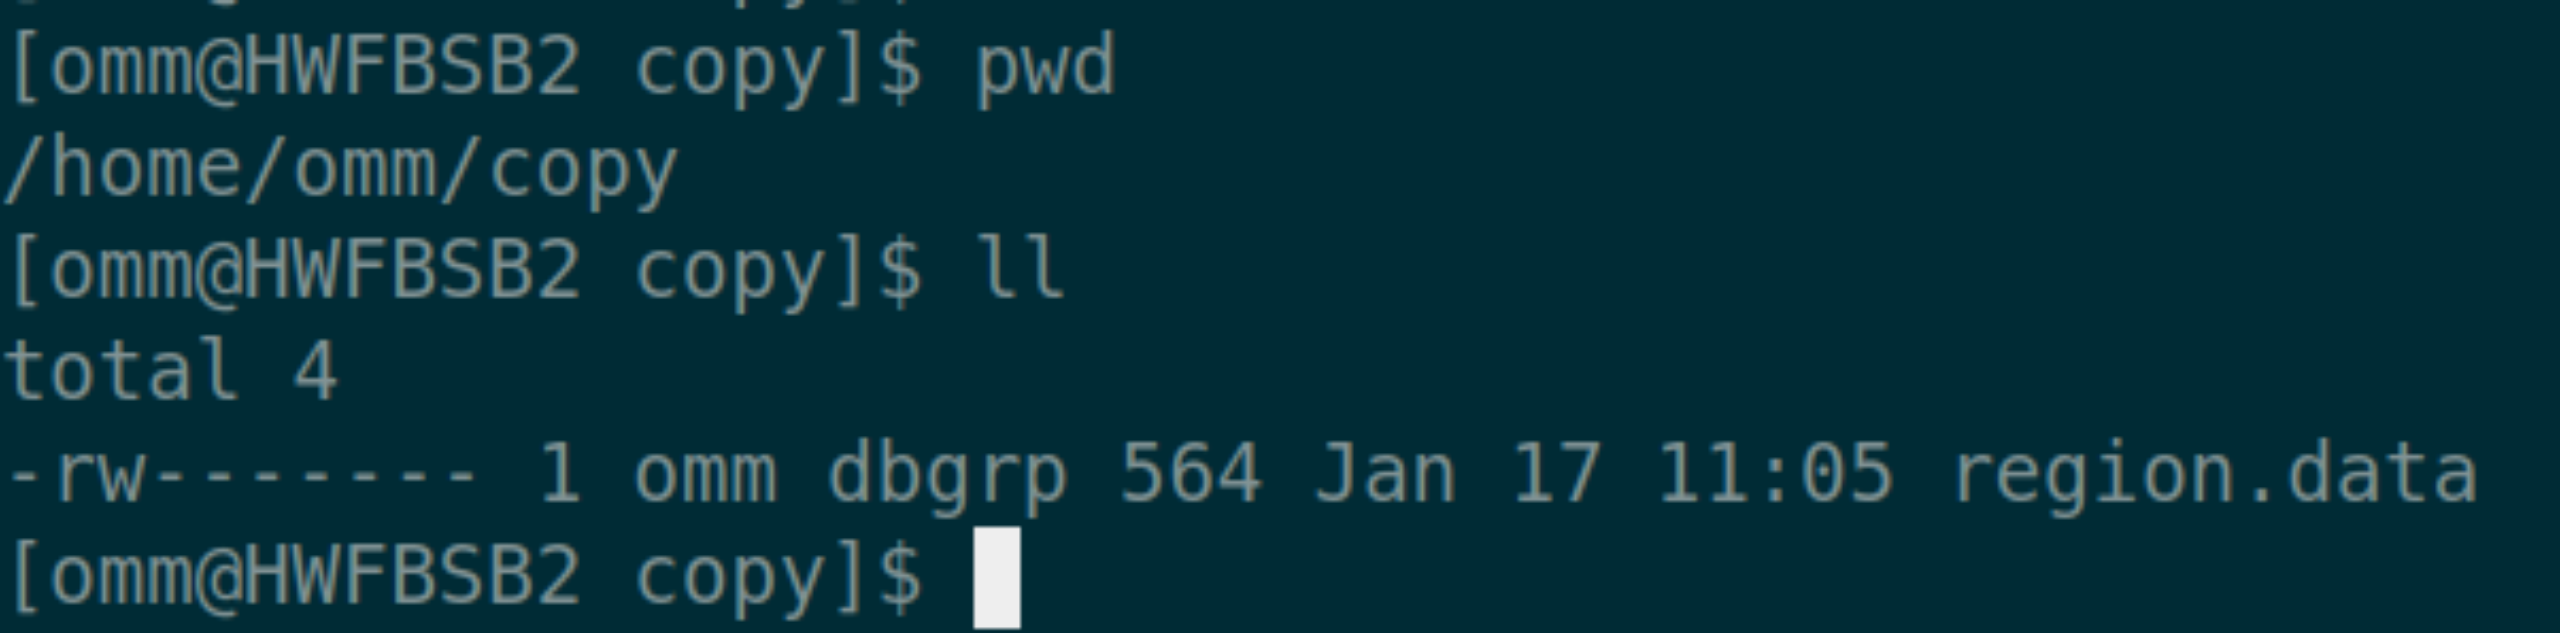 [omm@HWFBSB2 copy]$ pwd
/home/omm/copy
[omm@HWFBSB2 copy]$ ll
total 4
-rw------- 1 omm dbgrp 564 Jan 17 11:05 region.data
[omm@HWFBSB2 copy]$